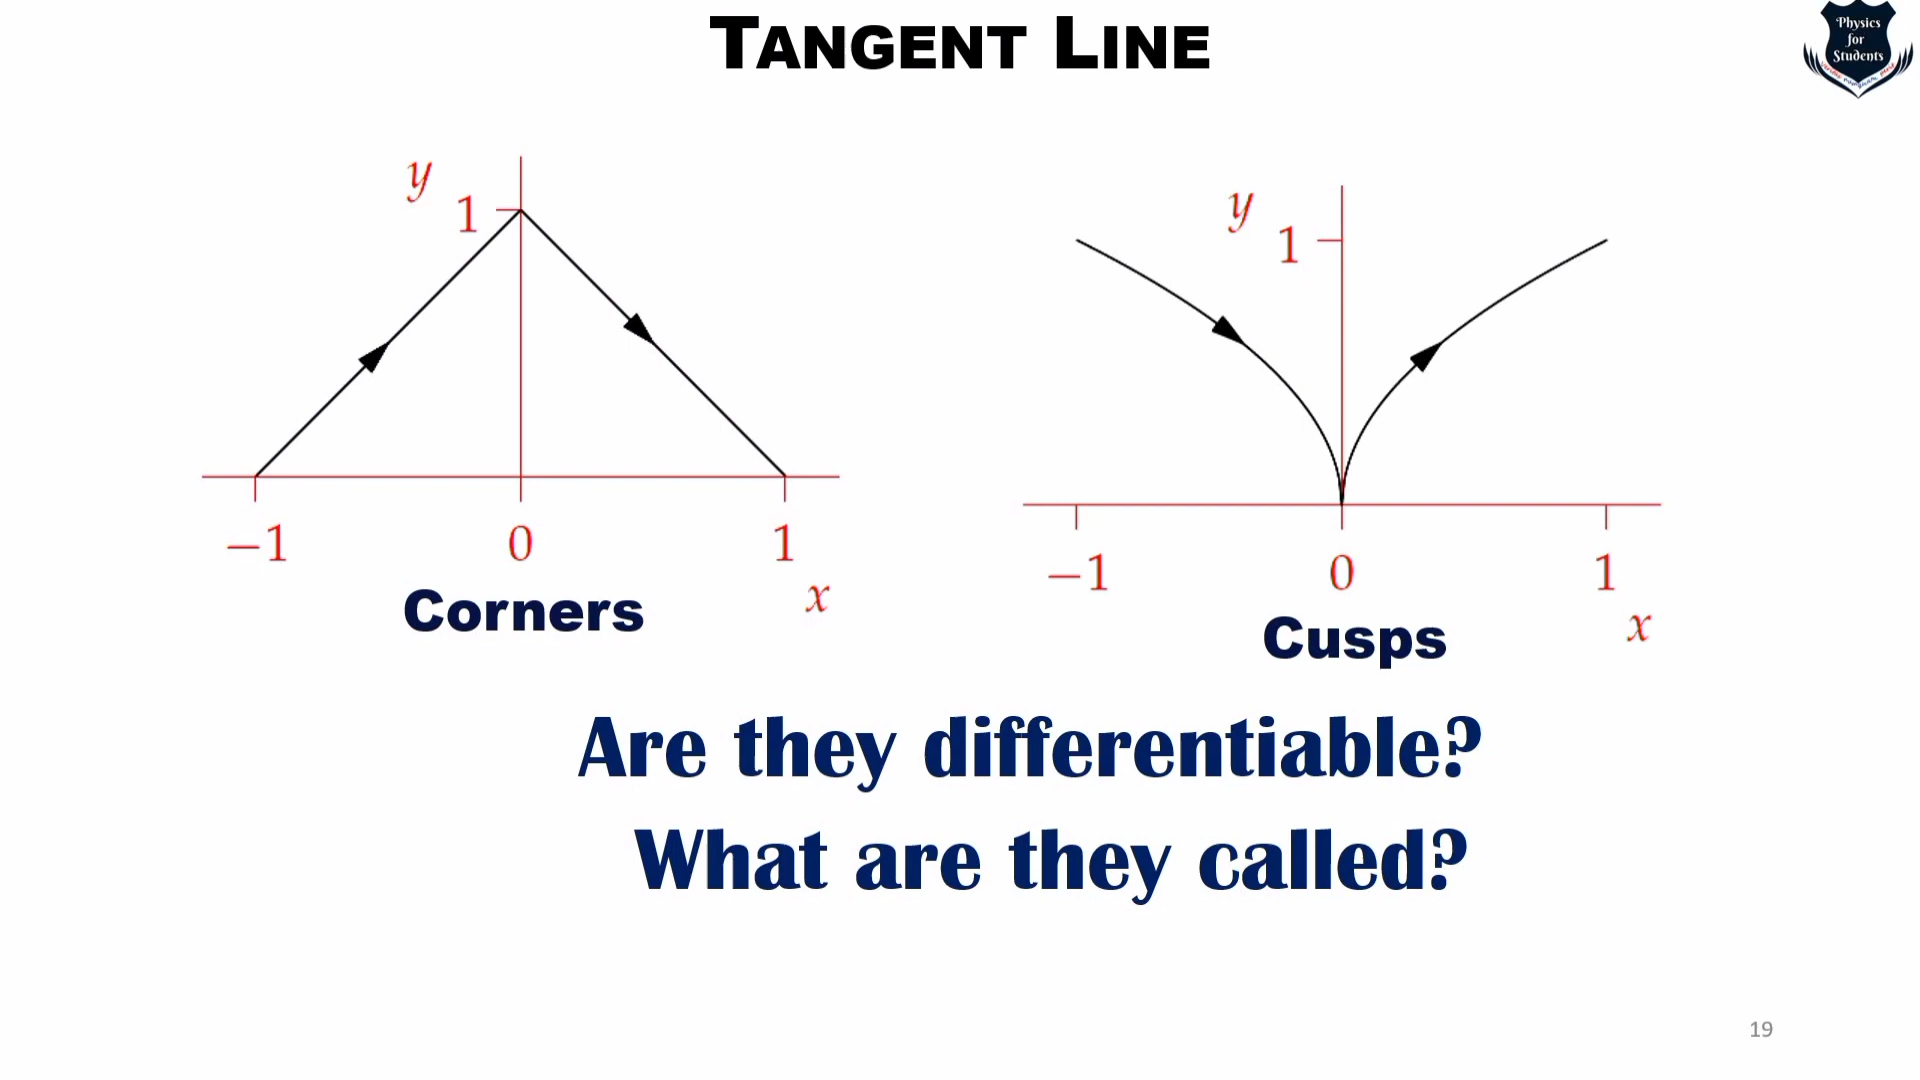 TANGENT LINE
Physics
for
Students
y
1
−1
0
1
x
Corners
y
1
−1
0
1
x
Cusps
Are they differentiable?
What are they called?
19